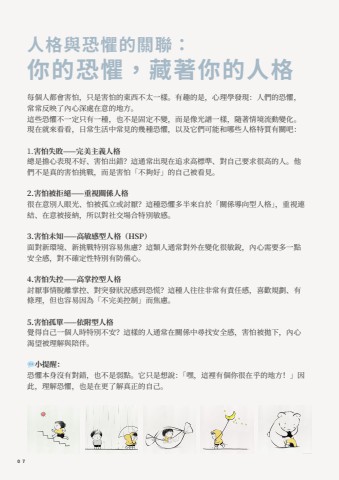 人格與恐懼的關聯：
你的恐懼，藏著你的人格
每個人都會害怕，只是害怕的東西不太一樣。有趣的是，心理學發現：人們的恐懼，
常常反映了內心深處在意的地方。
這些恐懼不一定只有一種，也不是固定不變，而是像光譜一樣，隨著情境流動變化。
現在就來看看，日常生活中常見的幾種恐懼，以及它們可能和哪些人格特質有關吧：
1.害怕失敗——完美主義人格
總是擔心表現不好、害怕出錯？這通常出現在追求高標準、對自己要求很高的人。他
們不是真的害怕挑戰，而是害怕「不夠好」的自己被看見。
2.害怕被拒絕——重視關係人格
很在意別人眼光、怕被孤立或討厭？這種恐懼多半來自於「關係導向型人格」，重視連
結、在意被接納，所以對社交場合特別敏感。
3.害怕未知——高敏感型人格（HSP）
面對新環境、新挑戰特別容易焦慮？這類人通常對外在變化很敏銳，內心需要多一點
安全感，對不確定性特別有防備心。
4.害怕失控——高掌控型人格
討厭事情脫離掌控、對突發狀況感到恐慌？這種人往往非常有責任感，喜歡規劃、有
條理，但也容易因為「不完美控制」而焦慮。
5.害怕孤單——依附型人格
覺得自己一個人時特別不安？這樣的人通常在關係中尋找安全感，害怕被拋下，內心
渴望被理解與陪伴。
小提醒：
恐懼本身沒有對錯，也不是弱點。它只是想說：「嘿，這裡有個你很在乎的地方！」因
此，理解恐懼，也是在更了解真正的自己。
07